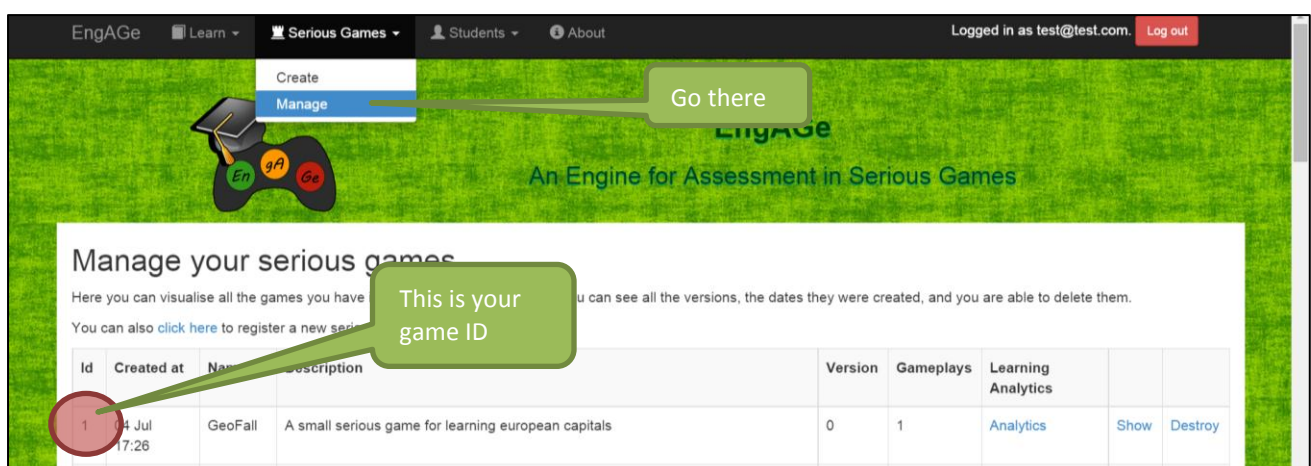 EngAGe Learn Serious Games Students About Logged in as test@test.com. Log out
Create
Manage
Go there
EngAGe
En gA Ge
An Engine for Assessment in Serious Games
Manage your serious games
Here you can visualise all the games you have u can see all the versions, the dates they were created, and you are able to delete them.
This is your
game ID
You can also click here to register a new
Id Created at Description Version Gameplays Learning
Analytics
1 04 Jul GeoFall A small serious game for learning european capitals 0 1 Analytics Show Destroy
17:26